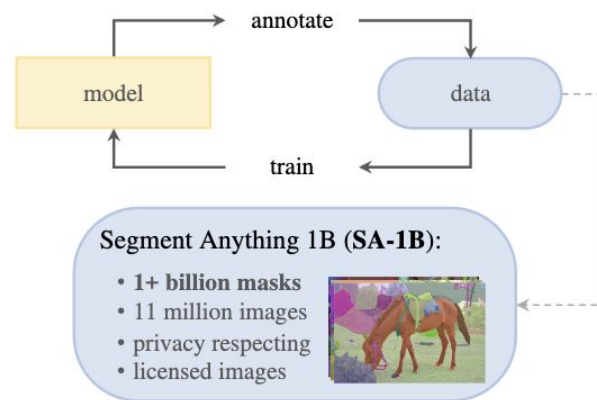 annotate
model
data
train
Segment Anything 1B (SA-1B):
• 1+ billion masks
• 11 million images
• privacy respecting
• licensed images